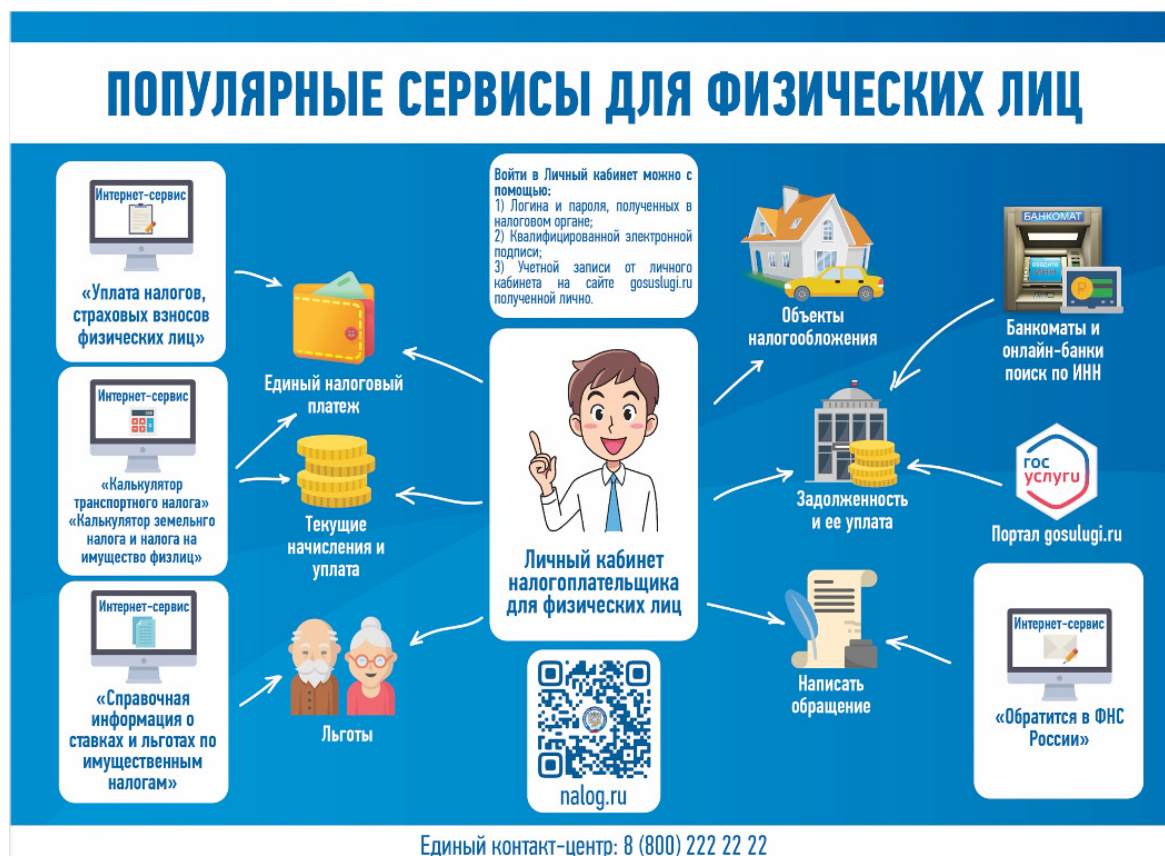 ПОПУЛЯРНЫЕ СЕРВИСЫ ДЛЯ ФИЗИЧЕСКИХ ЛИЦ
Интернет-сервис
«Уплата налогов,
страховых взносов
физических лиц»
Интернет-сервис
«Калькулятор
транспортного налога»
«Калькулятор земельнго
налога и налога на
имущество физлиц»
Интернет-сервис
«Справочная
информация о
ставках и льготах по
имущественным
налогам»
Единый налоговый
платеж
Текущие
начисления и
уплата
Льготы
Войти в Личный кабинет можно с
помощью:
1) Логина и пароля, полученных в
налоговом органе;
2) Квалифицированной электронной
подписи;
3) Учетной записи от личного
кабинета на сайте gosuslugi.ru
полученной лично.
Личный кабинет
налогоплательщика
для физических лиц
nalog.ru
Объекты
налогообложения
Задолженность
и ее уплата
Написать
обращение
БАНКОМАТ
Банкоматы и
онлайн-банки
поиск по ИНН
гос
услуги
Портал gosulugi.ru
Интернет-сервис
«Обратится в ФНС
России»
Единый контакт-центр: 8 (800) 222 22 22